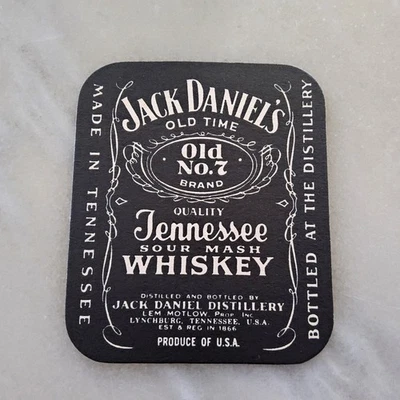 MADE IN TENNESSEE
JACK DANIEL'S
OLD TIME
Old
No.7
BRAND
QUALITY
Tennessee
SOUR MASH
WHISKEY
DISTILLED AND BOTTLED BY
JACK DANIEL DISTILLERY
LEM MOTLOW, PROP. INC.
LYNCHBURG, TENNESSEE, U.S.A.
EST & REG IN 1866
PRODUCE OF U.S.A.
BOTTLED AT THE DISTILLERY